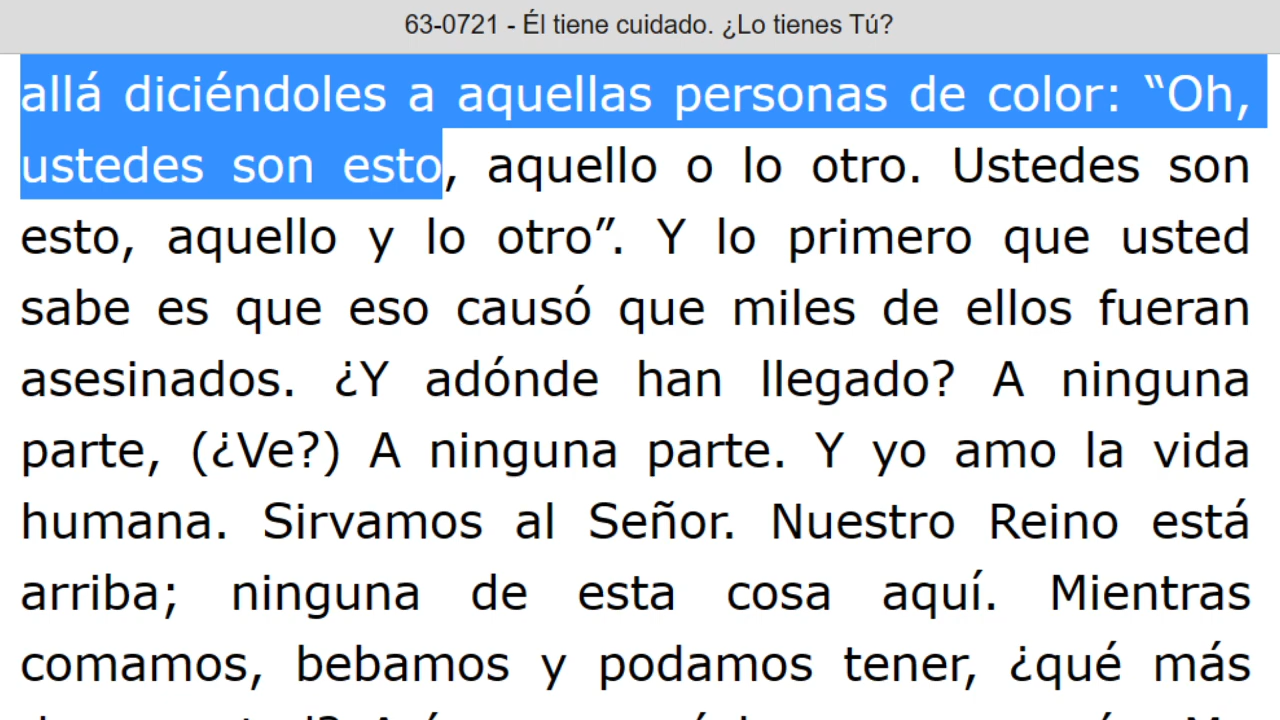 63-0721 - Él tiene cuidado. ¿Lo tienes Tú?
allá diciéndoles a aquellas personas de color: “Oh,
ustedes son esto, aquello o lo otro. Ustedes son
esto, aquello y lo otro”. Y lo primero que usted
sabe es que eso causó que miles de ellos fueran
asesinados. ¿Y adónde han llegado? A ninguna
parte, (¿Ve?) A ninguna parte. Y yo amo la vida
humana. Sirvamos al Señor. Nuestro Reino está
arriba; ninguna de esta cosa aquí. Mientras
comamos, bebamos y podamos tener, ¿qué más